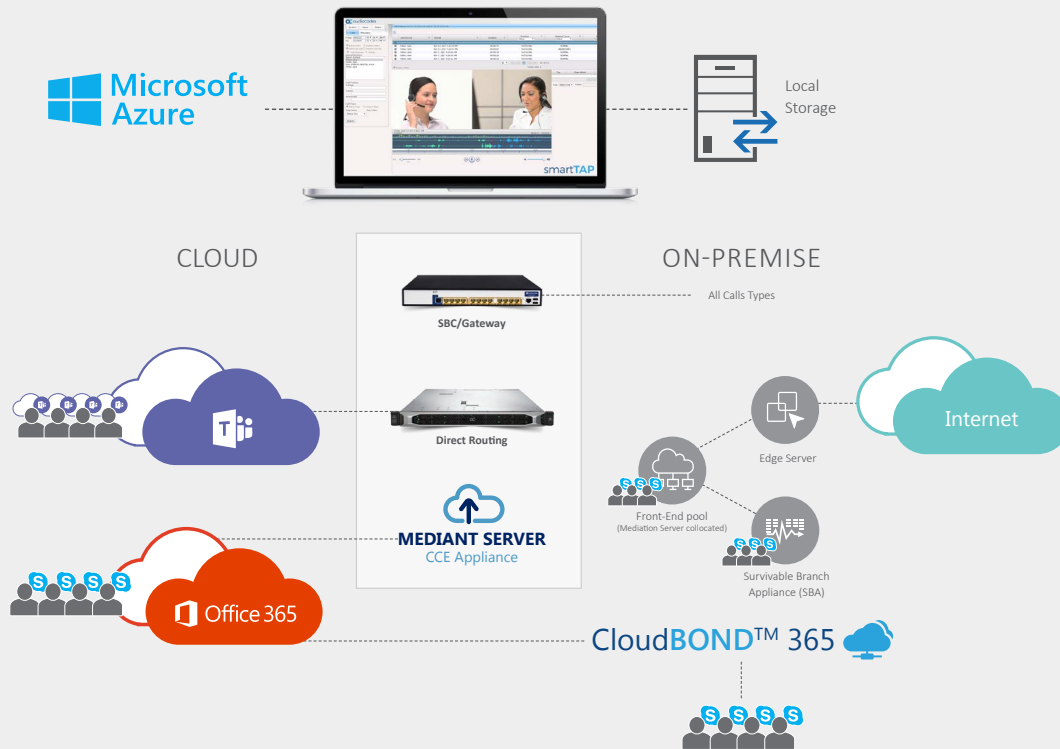 Microsoft
Azure
audiocodes
smartTAP
Local
Storage
CLOUD
ON-PREMISE
SBC/Gateway
All Calls Types
Direct Routing
Internet
Edge Server
Front-End pool
(Mediation Server collocated)
MEDIANT SERVER
CCE Appliance
Survivable Branch
Appliance (SBA)
Office 365
CloudBOND™ 365